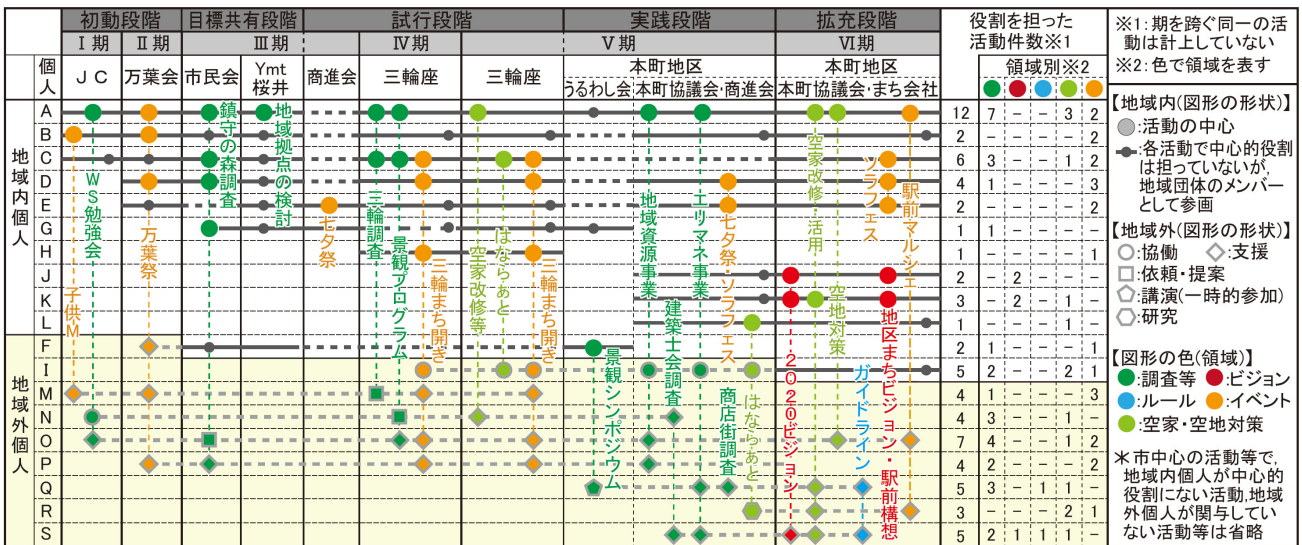 初動段階 目標共有段階 試行段階 実践段階 拡充段階
Ⅰ期 Ⅱ期 Ⅲ期 Ⅳ期 Ⅴ期 Ⅵ期
役割を担った
活動件数※1
領域別※2
個人
ＪＣ 万葉会 市民会 Ymt桜井 商進会 三輪座 三輪座
本町地区 本町地区
うるわし会 本町協議会・商進会 本町協議会・まち会社
地域内個人
地域外個人
A 12 7 - - 3 2
B 2 - - - - 2
C 6 3 - - 1 2
D 4 1 - - - 3
E 2 - - - - 2
G 1 1 - - - -
H 1 - - - - 1
J 2 - 2 - - -
K 3 - 2 - 1 -
L 1 - - - 1 -
F 2 1 - - - 1
I 5 2 - - 2 1
M 4 1 - - - 3
N 4 3 - - 1 -
O 7 4 - - 1 2
P 4 2 - - - 2
Q 5 3 - 1 1 -
R 3 - - - 2 1
S 5 2 1 1 1 -
子供M
WS勉強会
万葉祭
鎮守の森調査
地域拠点の検討
七夕祭
三輪調査
景観プログラム
三輪まち開き
空家改修等
はならぁと
三輪まち開き
景観シンポジウム
地域資源事業
建築士会調査
エリマネ事業
七夕祭・ソラフェス
商店街調査
はならぁと
2020ビジョン
空家改修・活用
空地対策
ガイドライン
ソラフェス
地区まちビジョン・駅前構想
駅前マルシェ
※1:期を跨ぐ同一の活
動は計上していない
※2:色で領域を表す
【地域内(図形の形状)】
:活動の中心
:各活動で中心的役割
は担っていないが,
地域団体のメンバー
として参画
【地域外(図形の形状)】
:協働 :支援
:依頼・提案
:講演(一時的参加)
:研究
【図形の色(領域)】
:調査等 :ビジョン
:ルール :イベント
:空家・空地対策
＊市中心の活動等で,
地域内個人が中心的
役割にない活動,地域
外個人が関与してい
ない活動等は省略